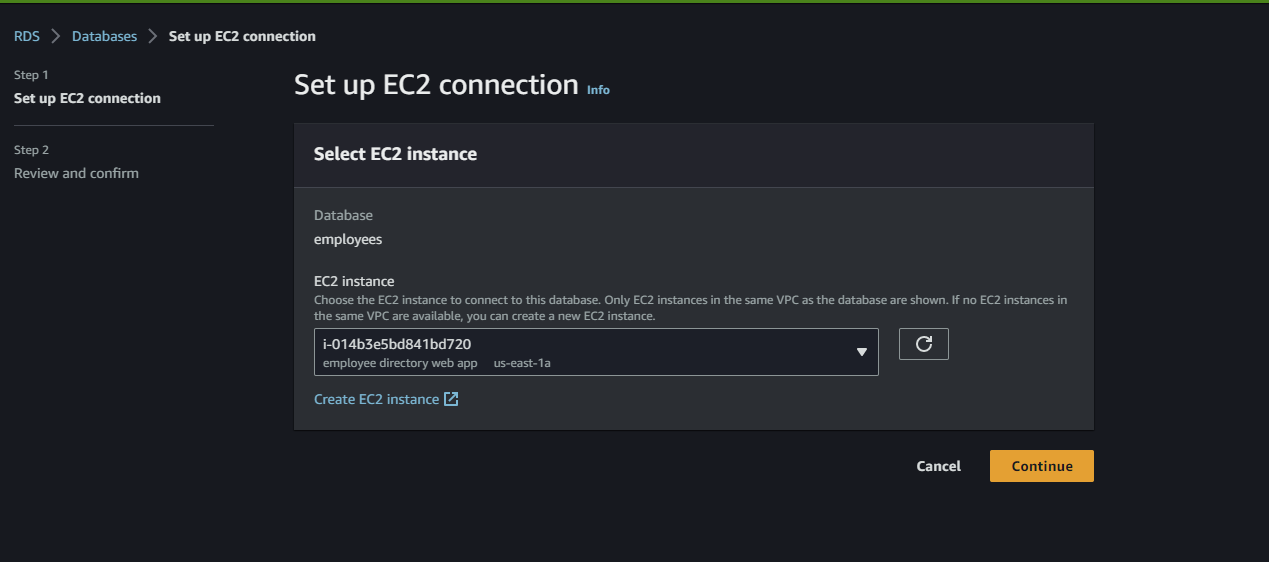 RDS > Databases > Set up EC2 connection
Step 1
Set up EC2 connection
Step 2
Review and confirm
Set up EC2 connection Info
Select EC2 instance
Database
employees
EC2 instance
Choose the EC2 instance to connect to this database. Only EC2 instances in the same VPC as the database are shown. If no EC2 instances in
the same VPC are available, you can create a new EC2 instance.
i-014b3e5bd841bd720
employee directory web app us-east-1a
Create EC2 instance
Cancel Continue